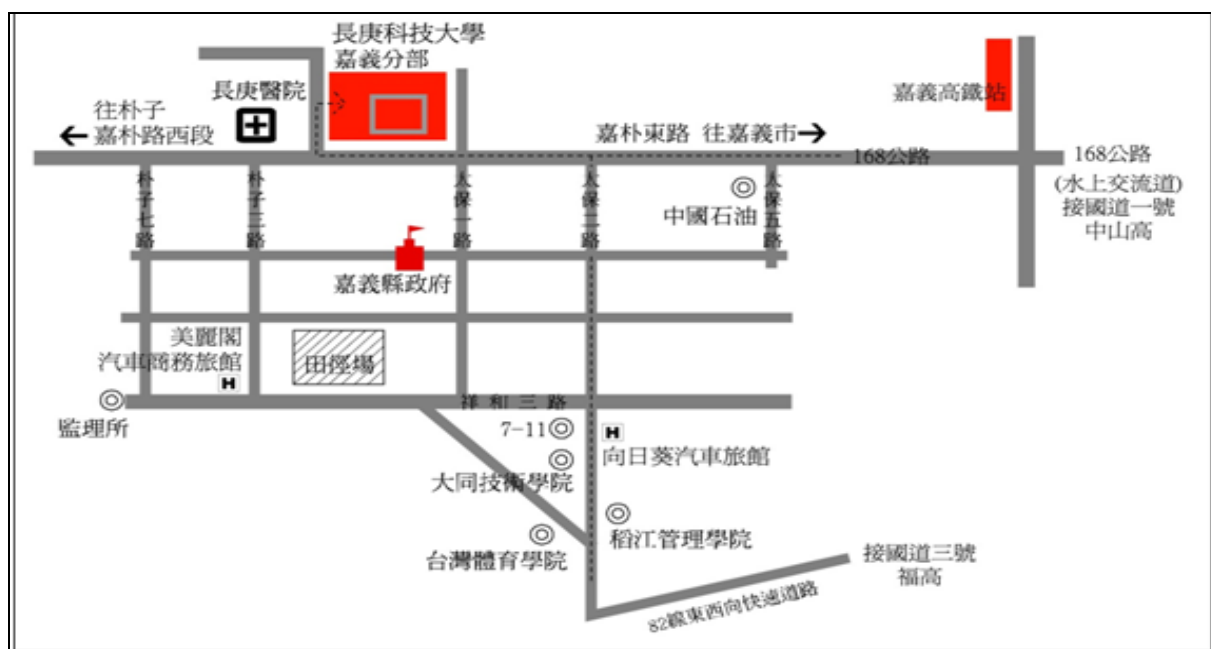 長庚科技大學
嘉義分部
長庚醫院
往朴子
嘉朴路西段
嘉朴東路 往嘉義市
嘉義高鐵站
168公路
168公路
(水上交流道)
接國道一號
中山高
朴子七路
朴子三路
太保一路
太保二路
太保五路
中國石油
嘉義縣政府
美麗閣
汽車商務旅館
H
田徑場
監理所
祥和三路
7-11
H
向日葵汽車旅館
大同技術學院
稻江管理學院
台灣體育學院
接國道三號
福高
82線東西向快速道路